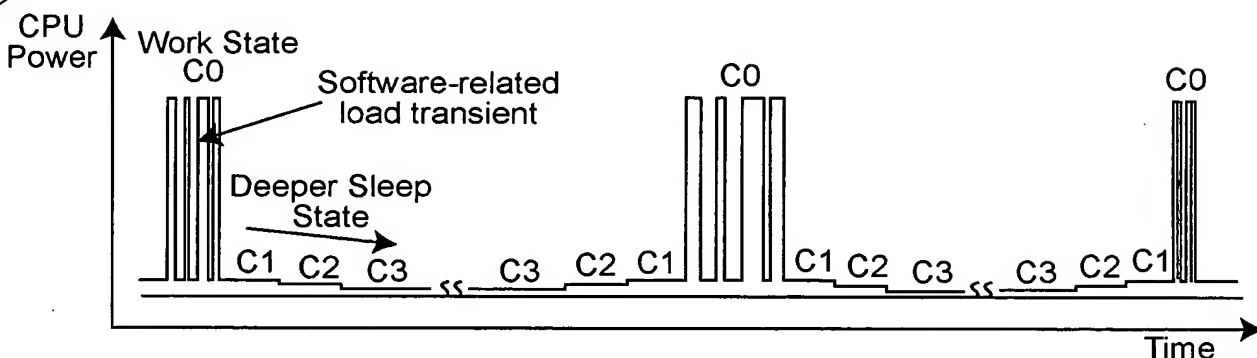 CPU
Power
Work State
C0
Software-related
load transient
Deeper Sleep
State
C0
C0
C1
C2
C3
C3
C2
C1
C1
C2
C3
C3
C2
C1
Time